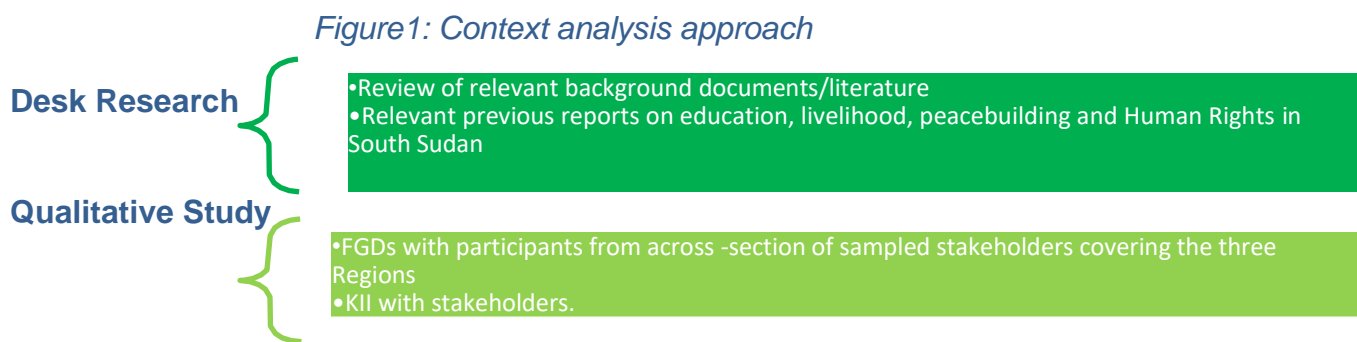 Figure1: Context analysis approach
Desk Research
•Review of relevant background documents/literature
•Relevant previous reports on education, livelihood, peacebuilding and Human Rights in
South Sudan
Qualitative Study
•FGDs with participants from across -section of sampled stakeholders covering the three
Regions
•KII with stakeholders.